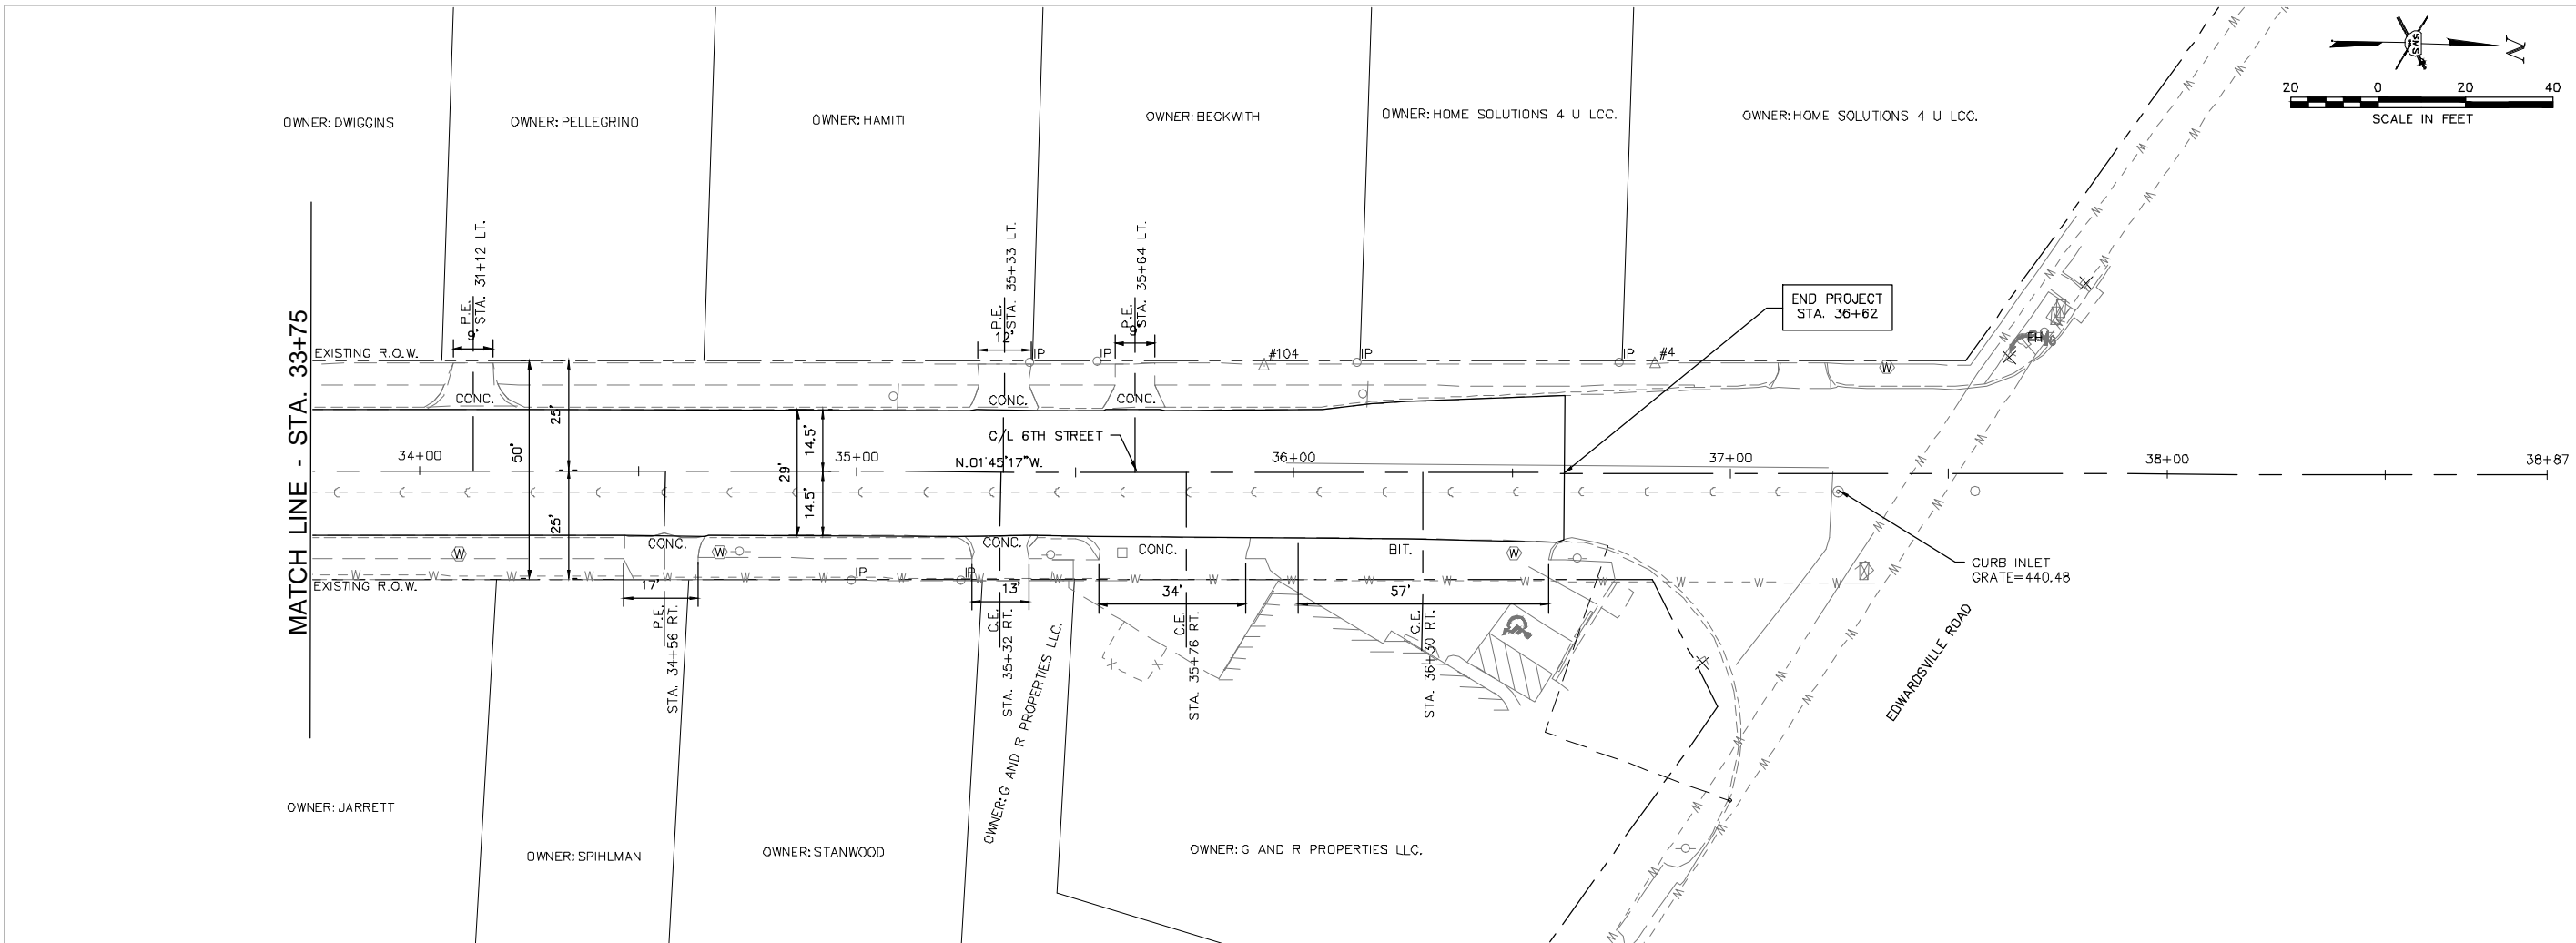 N
SMS
20 0 20 40
SCALE IN FEET
OWNER: DWIGGINS
OWNER: PELLEGRINO
OWNER: HAMITI
OWNER: BECKWITH
OWNER: HOME SOLUTIONS 4 U LCC.
OWNER: HOME SOLUTIONS 4 U LCC.
MATCH LINE - STA. 33+75
P.E.
STA. 31+12 LT.
9'
P.E.
STA. 35+33 LT.
12'
P.E.
STA. 35+64 LT.
9'
END PROJECT
STA. 36+62
EXISTING R.O.W.
IP
IP
#104
IP
IP
#4
W
CONC.
CONC.
CONC.
25'
50'
25'
29'
14.5'
14.5'
C/L 6TH STREET
N.01°45'17"W.
34+00
35+00
36+00
37+00
38+00
38+87
CONC.
CONC.
CONC.
BIT.
W
W
W
W W W W W W W W W W W W W W W W W W W W
IP
IP
EXISTING R.O.W.
17'
13'
34'
57'
P.E.
STA. 34+56 RT.
C.E.
STA. 35+32 RT.
C.E.
STA. 35+76 RT.
C.E.
STA. 36+30 RT.
CURB INLET
GRATE=440.48
EDWARDSVILLE ROAD
OWNER: JARRETT
OWNER: SPIHLMAN
OWNER: STANWOOD
OWNER: G AND R PROPERTIES LLC.
OWNER: G AND R PROPERTIES LLC.